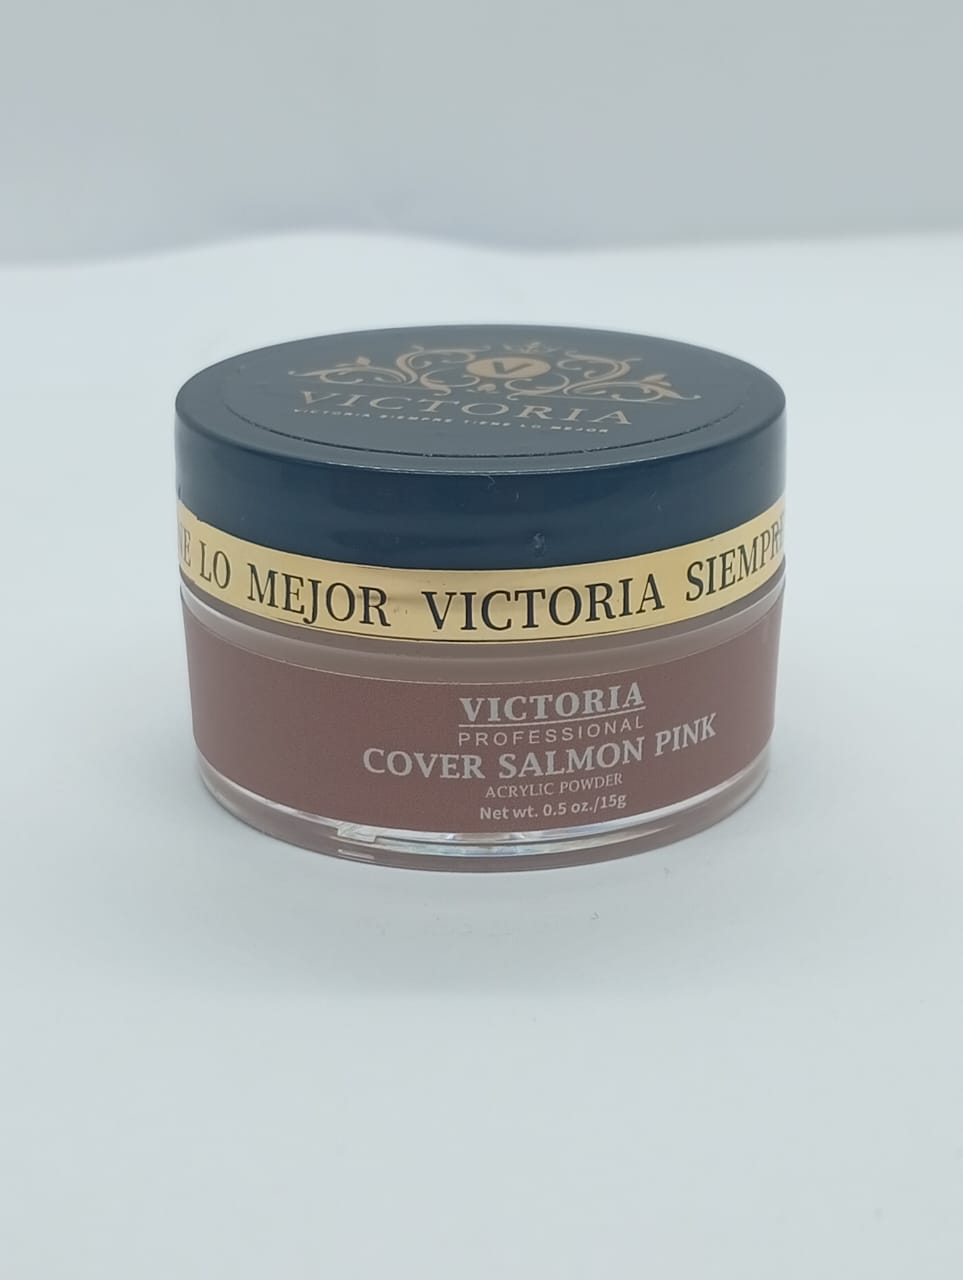 V
VICTORIA
VICTORIA SIEMPRE TIENE LO MEJOR
NE LO MEJOR VICTORIA SIEMPRE
VICTORIA
PROFESSIONAL
COVER SALMON PINK
ACRYLIC POWDER
Net wt. 0.5 oz./15g